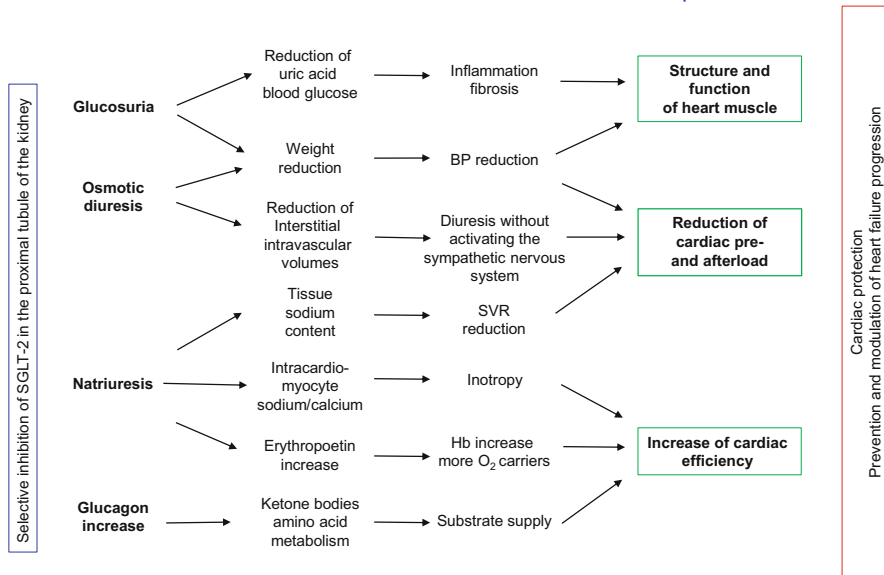 Selective inhibition of SGLT-2 in the proximal tubule of the kidney
Glucosuria
Osmotic
diuresis
Natriuresis
Glucagon
increase
Reduction of
uric acid
blood glucose
Weight
reduction
Reduction of
Interstitial
intravascular
volumes
Tissue
sodium
content
Intracardio-
myocyte
sodium/calcium
Erythropoetin
increase
Ketone bodies
amino acid
metabolism
Inflammation
fibrosis
BP reduction
Diuresis without
activating the
sympathetic nervous
system
SVR
reduction
Inotropy
Hb increase
more O₂ carriers
Substrate supply
Structure and
function
of heart muscle
Reduction of
cardiac pre-
and afterload
Increase of cardiac
efficiency
Cardiac protection
Prevention and modulation of heart failure progression